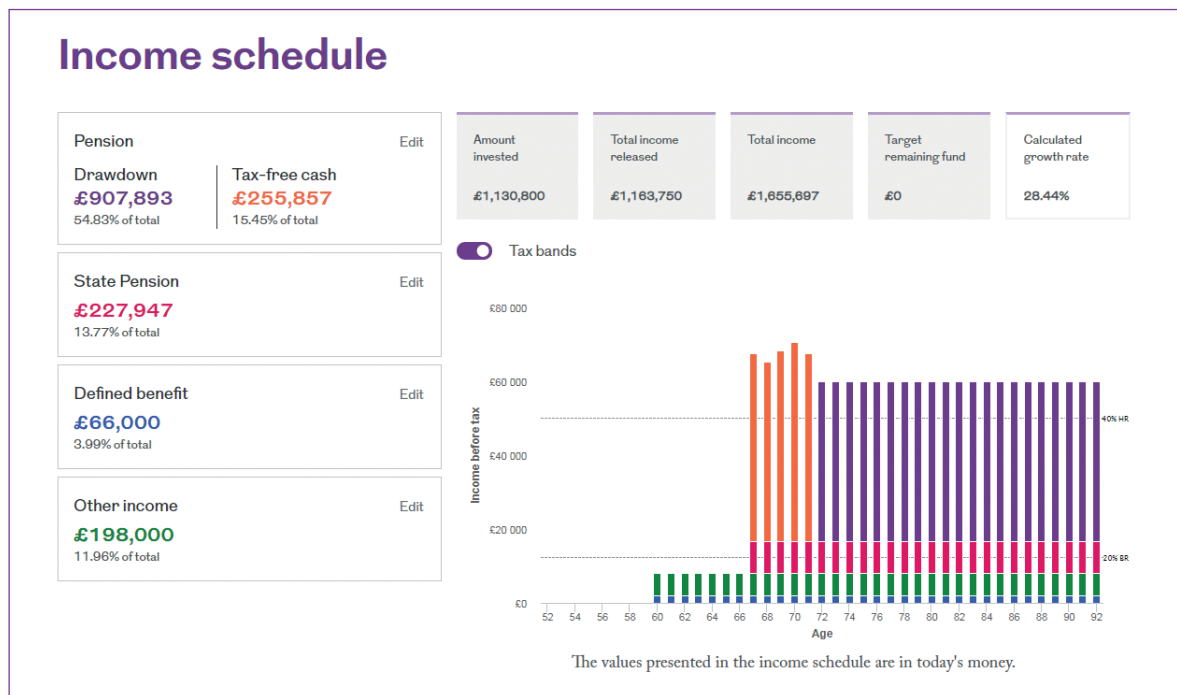 Income schedule
Pension
Edit
Drawdown
£907,893
54.83% of total
Tax-free cash
£255,857
15.45% of total
State Pension
Edit
£227,947
13.77% of total
Defined benefit
Edit
£66,000
3.99% of total
Other income
Edit
£198,000
11.96% of total
Amount
invested
£1,130,800
Total income
released
£1,163,750
Total income
£1,655,697
Target
remaining fund
£0
Calculated
growth rate
28.44%
Tax bands
Income before tax
£80 000
£60 000
£40 000
£20 000
£0
40% HR
20% BR
52 54 56 58 60 62 64 66 68 70 72 74 76 78 80 82 84 86 88 90 92
Age
The values presented in the income schedule are in today's money.